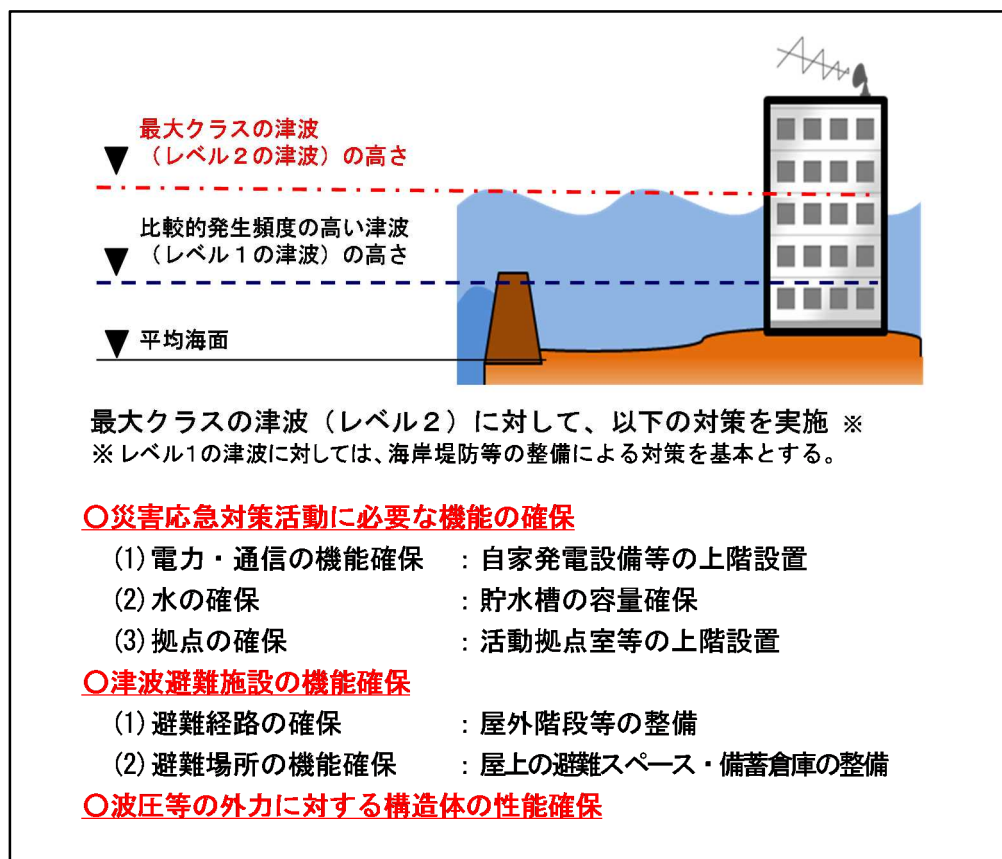 最大クラスの津波
（レベル２の津波）の高さ
比較的発生頻度の高い津波
（レベル１の津波）の高さ
平均海面
最大クラスの津波（レベル２）に対して、以下の対策を実施 ※
※レベル1の津波に対しては、海岸堤防等の整備による対策を基本とする。
〇災害応急対策活動に必要な機能の確保
(1)電力・通信の機能確保　：自家発電設備等の上階設置
(2)水の確保　：貯水槽の容量確保
(3)拠点の確保　：活動拠点室等の上階設置
〇津波避難施設の機能確保
(1)避難経路の確保　：屋外階段等の整備
(2)避難場所の機能確保　：屋上の避難スペース・備蓄倉庫の整備
〇波圧等の外力に対する構造体の性能確保